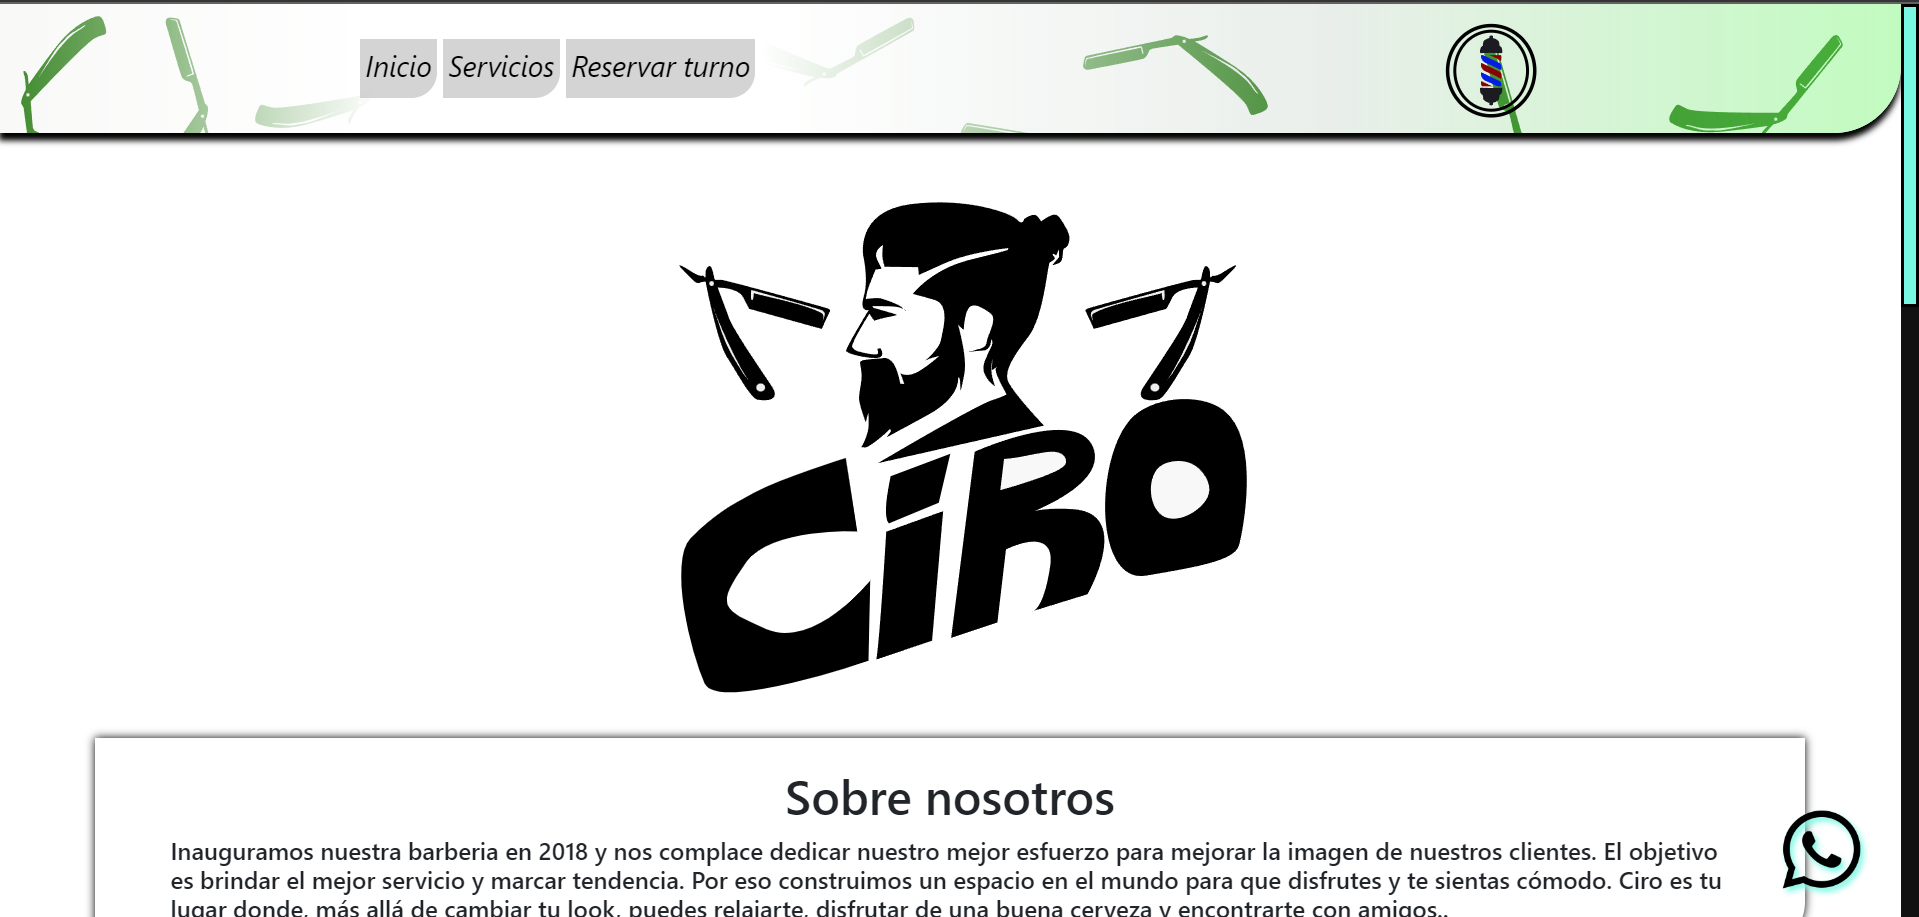 Inicio Servicios Reservar turno
CiRO
Sobre nosotros
Inauguramos nuestra barberia en 2018 y nos complace dedicar nuestro mejor esfuerzo para mejorar la imagen de nuestros clientes. El objetivo
es brindar el mejor servicio y marcar tendencia. Por eso construimos un espacio en el mundo para que disfrutes y te sientas cómodo. Ciro es tu
lugar donde, más allá de cambiar tu look, puedes relajarte, disfrutar de una buena cerveza y encontrarte con amigos..